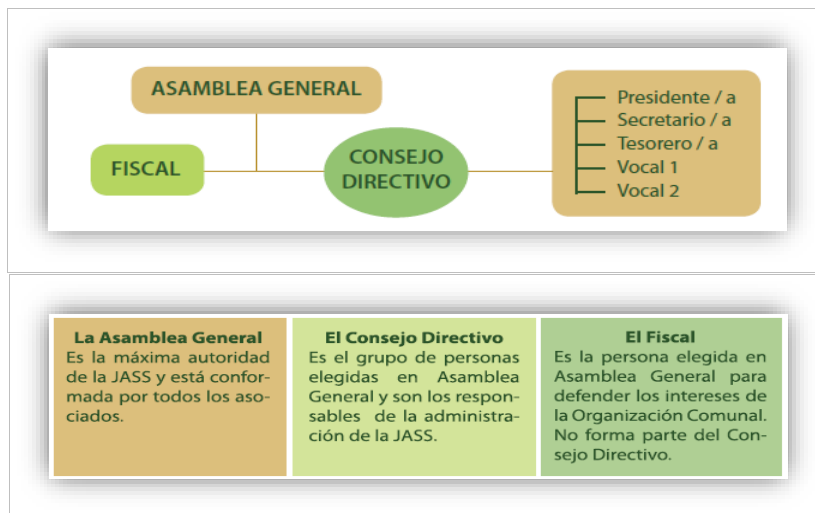 ASAMBLEA GENERAL
FISCAL
CONSEJO
DIRECTIVO
Presidente / a
Secretario / a
Tesorero / a
Vocal 1
Vocal 2
La Asamblea General
Es la máxima autoridad
de la JASS y está confor-
mada por todos los aso-
ciados.
El Consejo Directivo
Es el grupo de personas
elegidas en Asamblea
General y son los respon-
sables de la administra-
ción de la JASS.
El Fiscal
Es la persona elegida en
Asamblea General para
defender los intereses de
la Organización Comunal.
No forma parte del Con-
sejo Directivo.